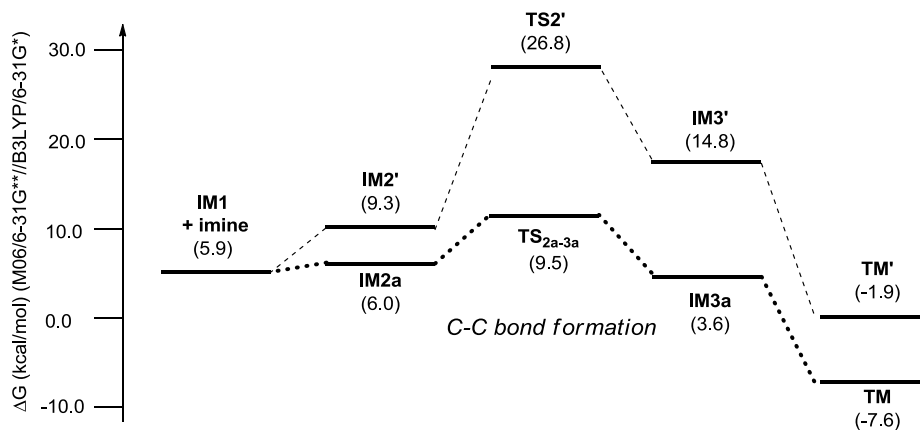 ΔG (kcal/mol) (M06/6-31G**//B3LYP/6-31G*)
30.0
20.0
10.0
0.0
-10.0
IM1
+ imine
(5.9)
IM2'
(9.3)
IM2a
(6.0)
TS2'
(26.8)
TS2a-3a
(9.5)
C-C bond formation
IM3'
(14.8)
IM3a
(3.6)
TM'
(-1.9)
TM
(-7.6)